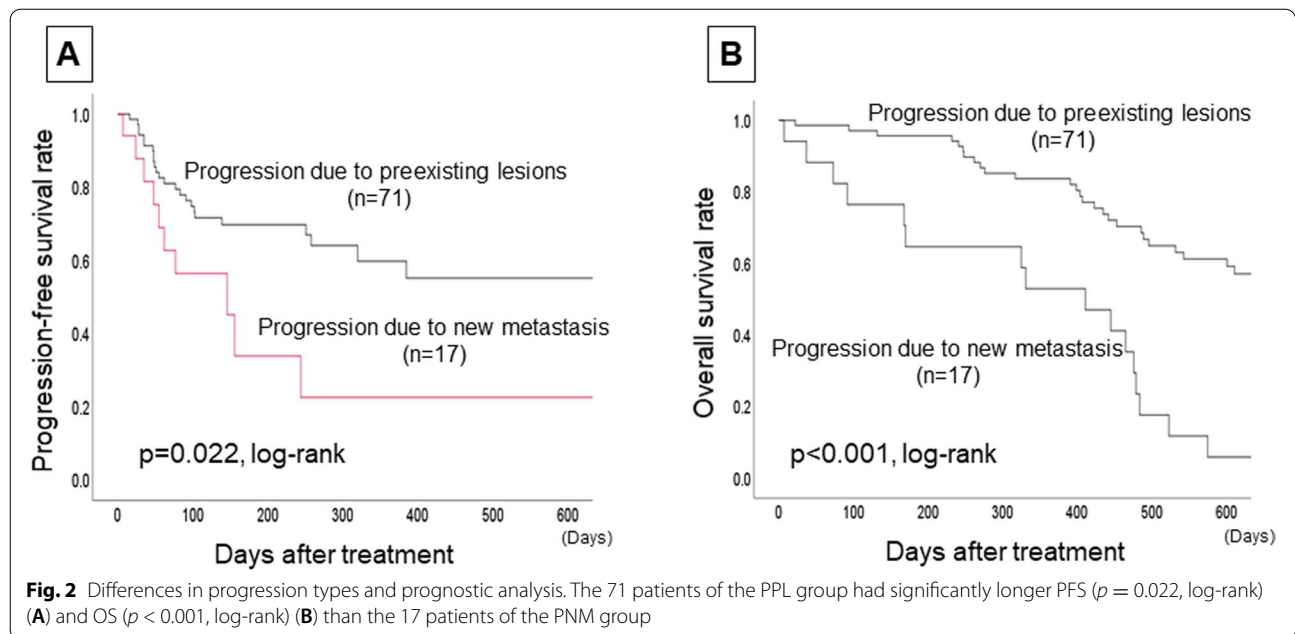 A
Progression-free survival rate
1.0
0.8
0.6
0.4
0.2
0.0
Progression due to preexisting lesions
(n=71)
Progression due to new metastasis
(n=17)
p=0.022, log-rank
0 100 200 300 400 500 600
(Days)
Days after treatment
B
Overall survival rate
1.0
0.8
0.6
0.4
0.2
0.0
Progression due to preexisting lesions
(n=71)
Progression due to new metastasis
(n=17)
p<0.001, log-rank
0 100 200 300 400 500 600
(Days)
Days after treatment
Fig. 2 Differences in progression types and prognostic analysis. The 71 patients of the PPL group had significantly longer PFS (p = 0.022, log-rank)
(A) and OS (p < 0.001, log-rank) (B) than the 17 patients of the PNM group